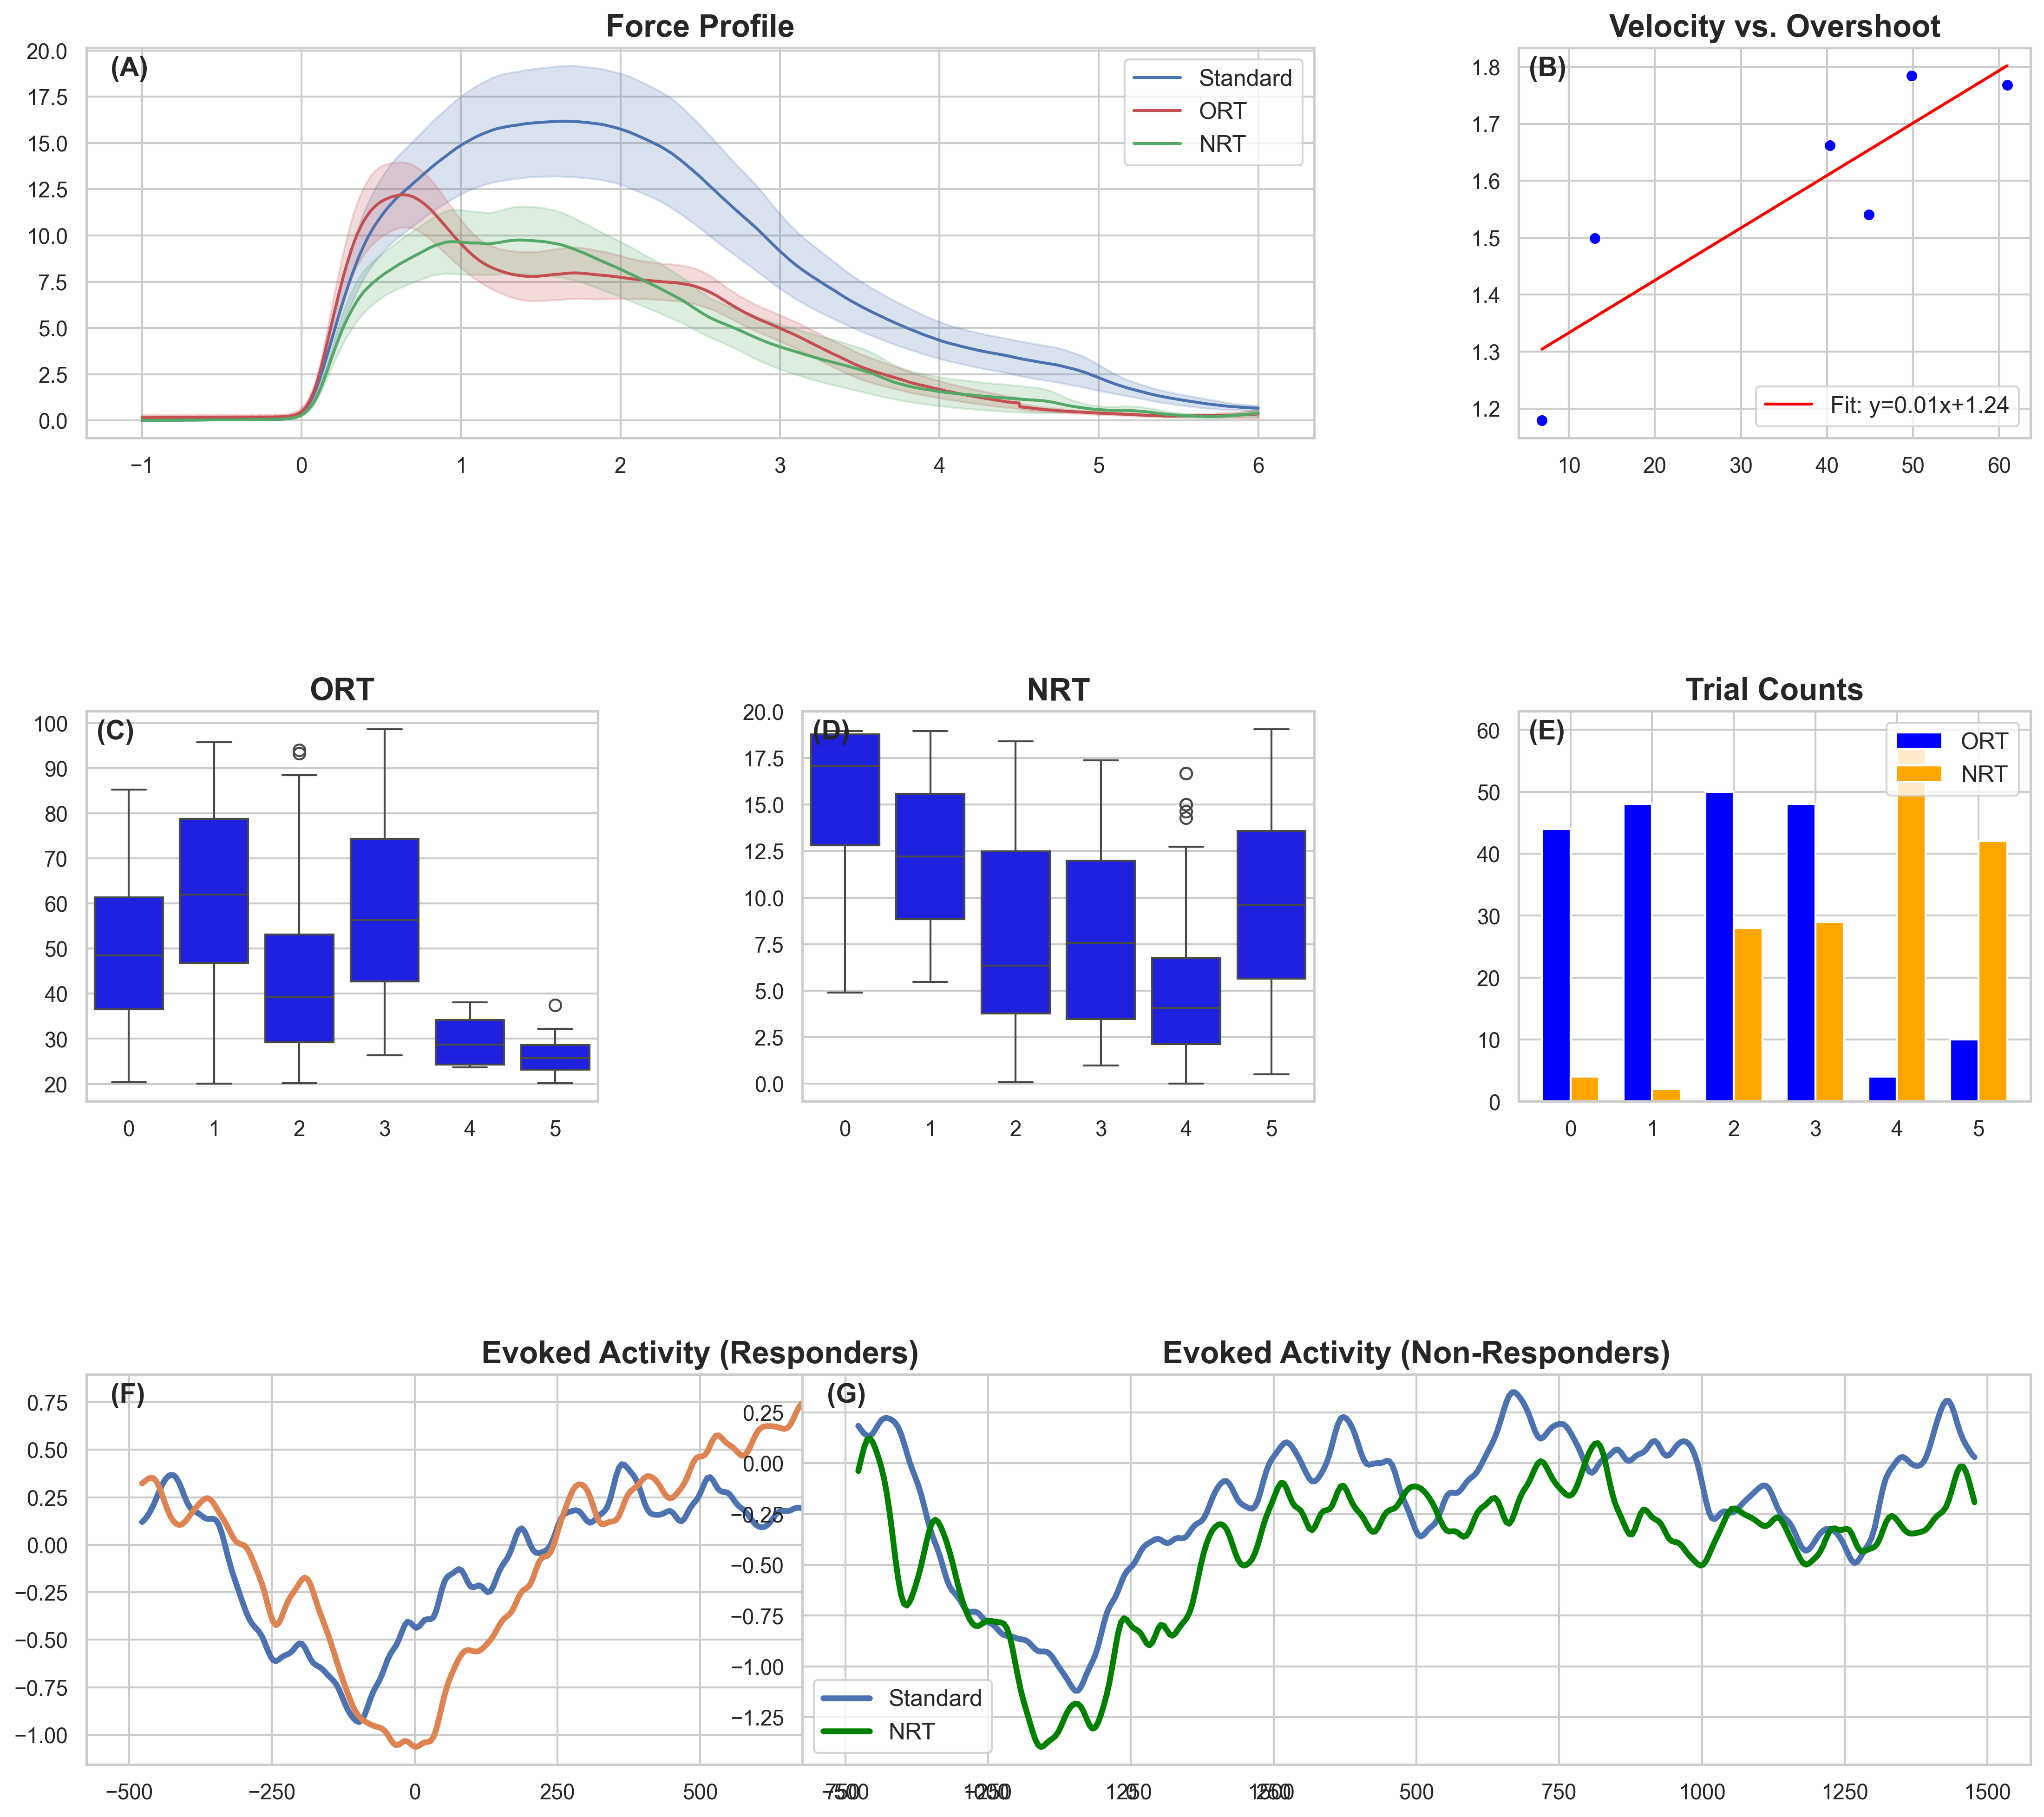 Force Profile
(A)
20.0
17.5
15.0
12.5
10.0
7.5
5.0
2.5
0.0
−1 0 1 2 3 4 5 6
Standard
ORT
NRT
Velocity vs. Overshoot
(B)
1.8
1.7
1.6
1.5
1.4
1.3
1.2
10 20 30 40 50 60
Fit: y=0.01x+1.24
ORT
(C)
100
90
80
70
60
50
40
30
20
0 1 2 3 4 5
NRT
(D)
20.0
17.5
15.0
12.5
10.0
7.5
5.0
2.5
0.0
0 1 2 3 4 5
Trial Counts
(E)
60
50
40
30
20
10
0
0 1 2 3 4 5
ORT
NRT
Evoked Activity (Responders)
(F)
0.75
0.50
0.25
0.00
−0.25
−0.50
−0.75
−1.00
−500 −250 0 250 500
Evoked Activity (Non-Responders)
(G)
0.25
0.00
−0.25
−0.50
−0.75
−1.00
−1.25
Standard
NRT
500 750 1000 1250 1500